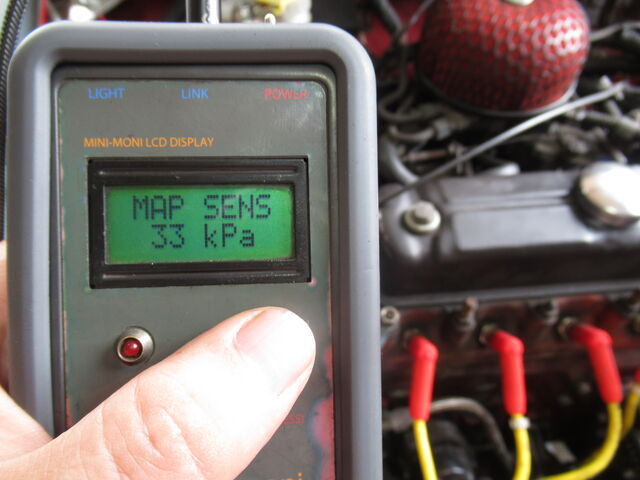 LIGHT LINK POWER
MINI-MONI LCD DISPLAY
MAP SENS
33 kPa